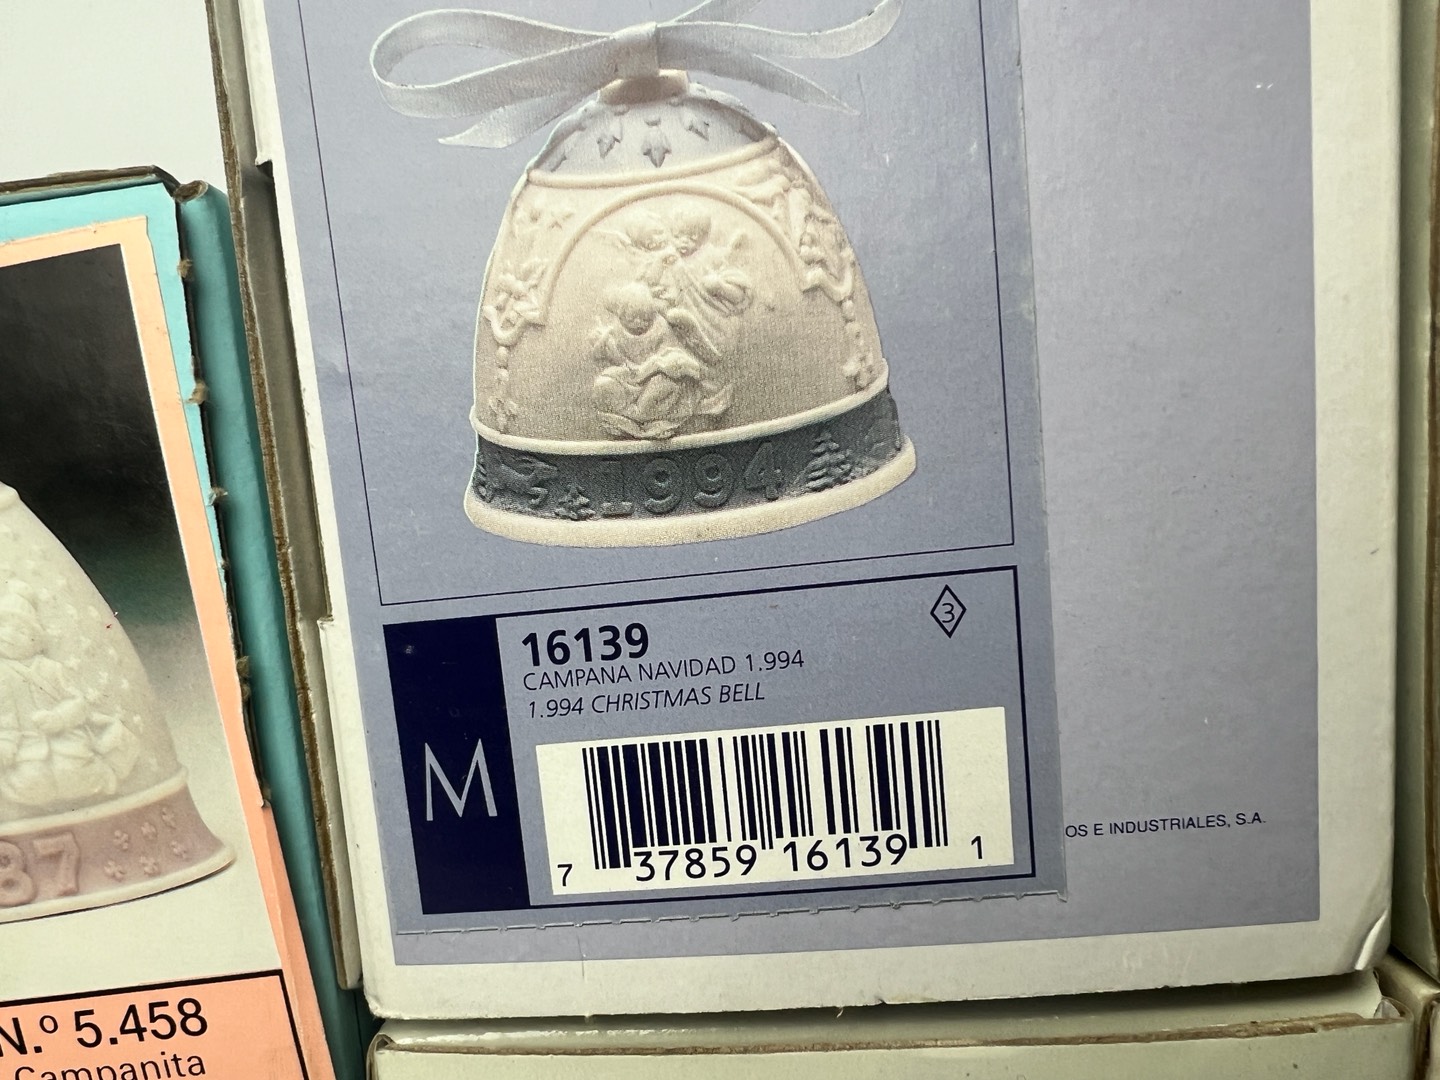 1994
3
16139
CAMPANA NAVIDAD 1.994
1.994 CHRISTMAS BELL
M
7 37859 16139 1
OS E INDUSTRIALES, S.A.
87
N.º 5.458
Campanita